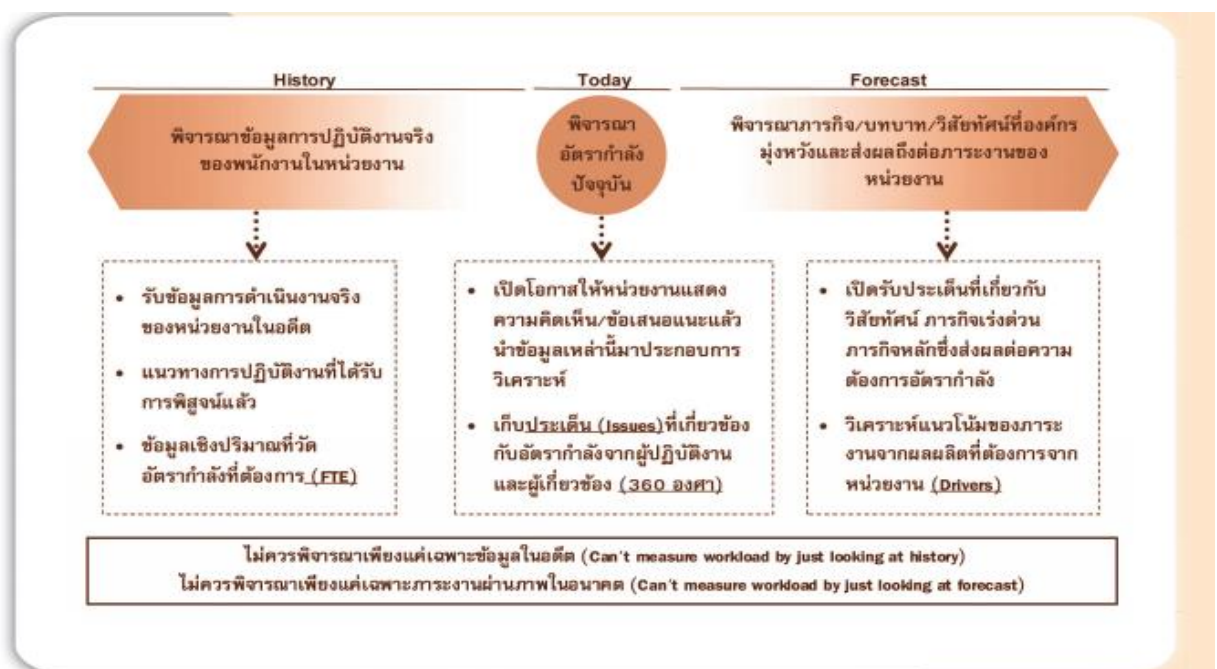 History
Today
Forecast
พิจารณาข้อมูลการปฏิบัติงานจริง
ของพนักงานในหน่วยงาน
พิจารณา
อัตรากำลัง
ปัจจุบัน
พิจารณาภารกิจ/บทบาท/วิสัยทัศน์ที่องค์กร
มุ่งหวังและส่งผลถึงต่อภาระงานของ
หน่วยงาน
• รับข้อมูลการดำเนินงานจริง
ของหน่วยงานในอดีต
• แนวทางการปฏิบัติงานที่ได้รับ
การพิสูจน์แล้ว
• ข้อมูลเชิงปริมาณที่วัด
อัตรากำลังที่ต้องการ (FTE)
• เปิดโอกาสให้หน่วยงานแสดง
ความคิดเห็น/ข้อเสนอแนะแล้ว
นำข้อมูลเหล่านี้มาประกอบการ
วิเคราะห์
• เก็บประเด็น (Issues)ที่เกี่ยวข้อง
กับอัตรากำลังจากผู้ปฏิบัติงาน
และผู้เกี่ยวข้อง (360 องศา)
• เปิดรับประเด็นที่เกี่ยวกับ
วิสัยทัศน์ ภารกิจเร่งด่วน
ภารกิจหลักซึ่งส่งผลต่อความ
ต้องการอัตรากำลัง
• วิเคราะห์แนวโน้มของภาระ
งานจากผลผลิตที่ต้องการจาก
หน่วยงาน (Drivers)
ไม่ควรพิจารณาเพียงแค่เฉพาะข้อมูลในอดีต (Can't measure workload by just looking at history)
ไม่ควรพิจารณาเพียงแค่เฉพาะภาระงานผ่านภาพในอนาคต (Can't measure workload by just looking at forecast)